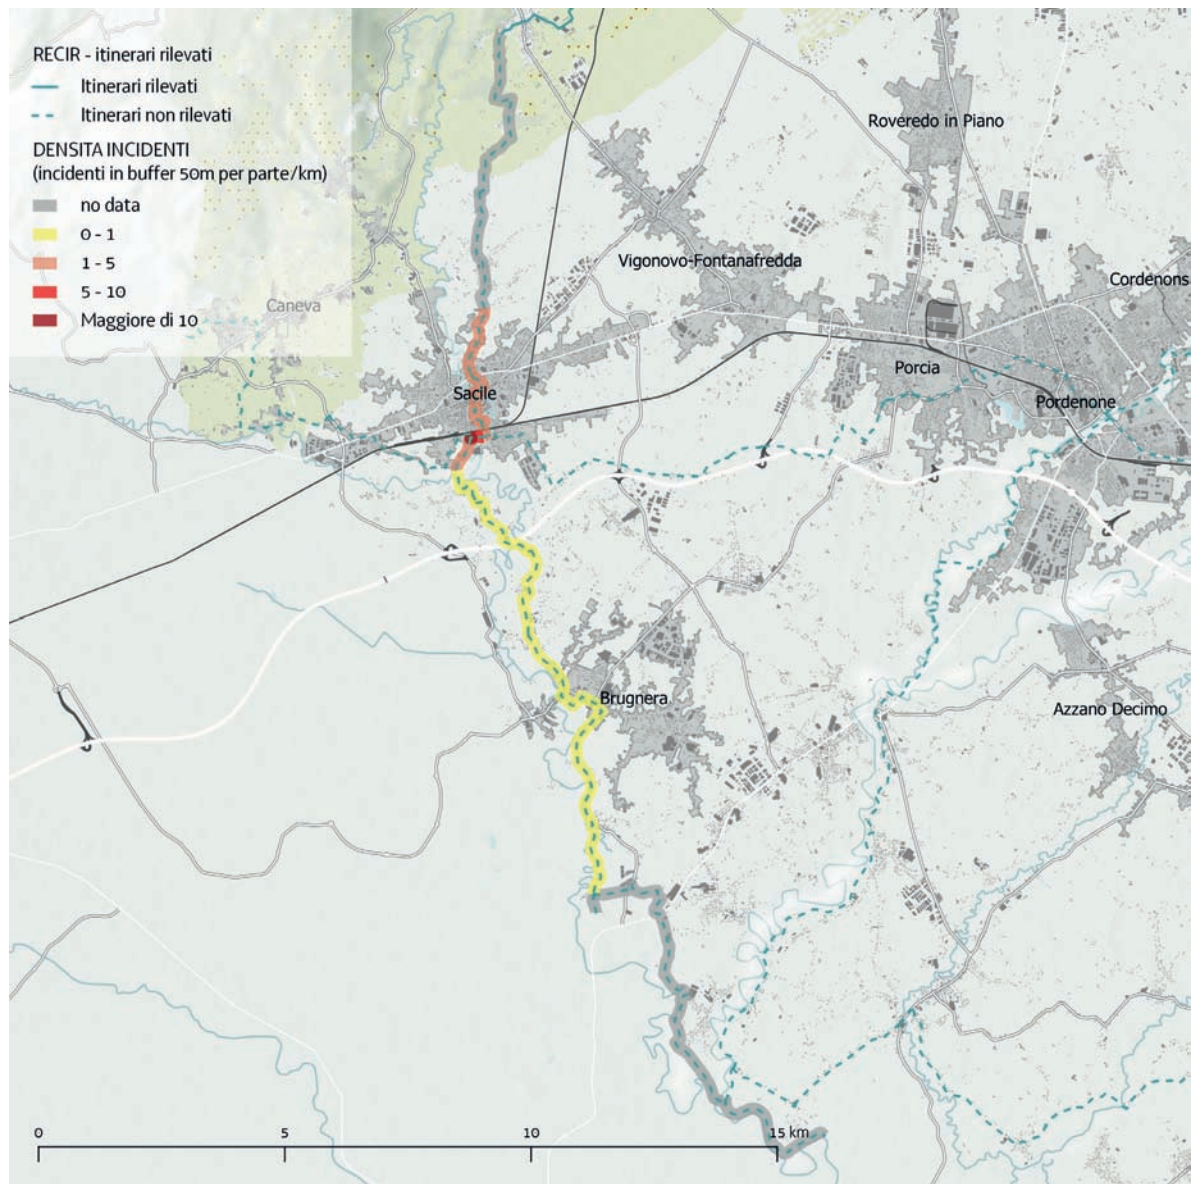 RECIR - itinerari rilevati
Itinerari rilevati
Itinerari non rilevati
DENSITA INCIDENTI
(incidenti in buffer 50m per parte/km)
no data
0 - 1
1 - 5
5 - 10
Maggiore di 10
Roveredo in Piano
Vigonovo-Fontanafredda
Cordenons
Caneva
Porcia
Sacile
Pordenone
Brugnera
Azzano Decimo
0 5 10 15 km